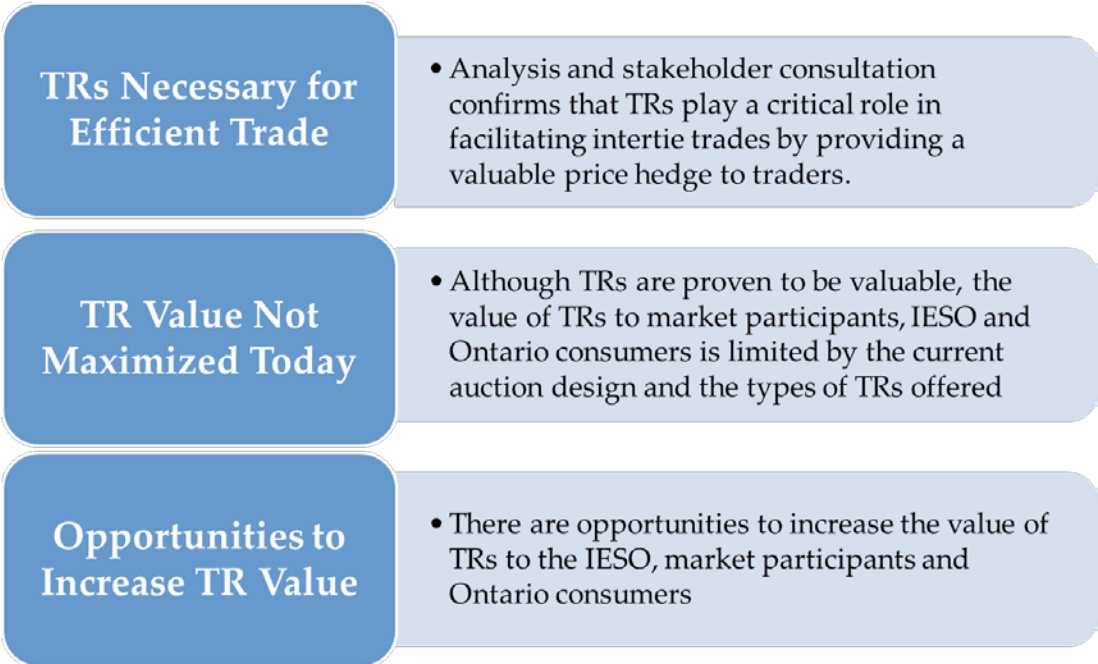 TRs Necessary for
Efficient Trade
• Analysis and stakeholder consultation
confirms that TRs play a critical role in
facilitating intertie trades by providing a
valuable price hedge to traders.
TR Value Not
Maximized Today
• Although TRs are proven to be valuable, the
value of TRs to market participants, IESO and
Ontario consumers is limited by the current
auction design and the types of TRs offered
Opportunities to
Increase TR Value
• There are opportunities to increase the value of
TRs to the IESO, market participants and
Ontario consumers